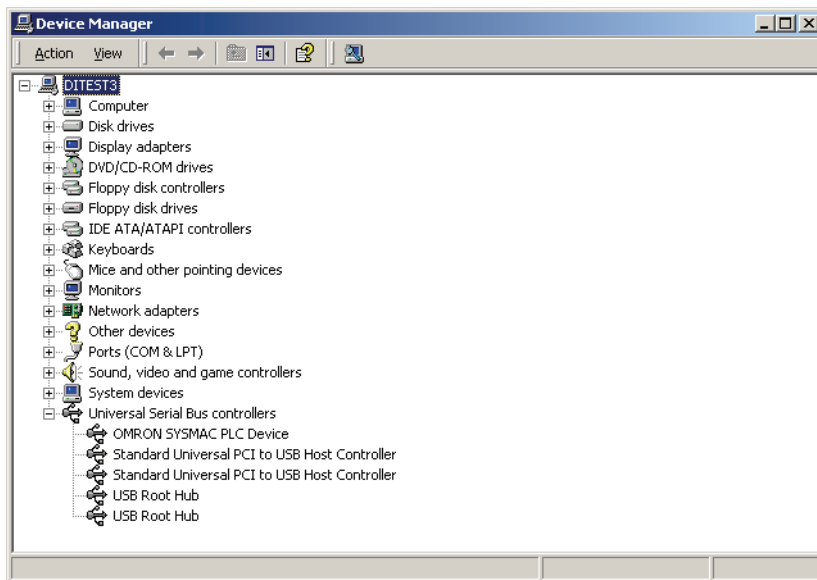 Device Manager
Action View
DITEST3
Computer
Disk drives
Display adapters
DVD/CD-ROM drives
Floppy disk controllers
Floppy disk drives
IDE ATA/ATAPI controllers
Keyboards
Mice and other pointing devices
Monitors
Network adapters
Other devices
Ports (COM & LPT)
Sound, video and game controllers
System devices
Universal Serial Bus controllers
OMRON SYSMAC PLC Device
Standard Universal PCI to USB Host Controller
Standard Universal PCI to USB Host Controller
USB Root Hub
USB Root Hub